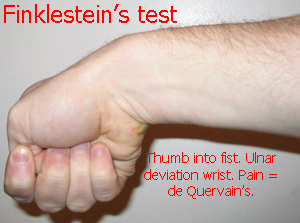 Finklestein's test
Thumb into fist. Ulnar
deviation wrist. Pain =
de Quervain's.